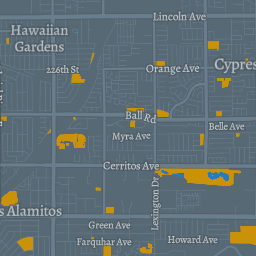 Lincoln Ave
Hawaiian
Gardens
226th St
Orange Ave
Cypres
Ball Rd
Belle Ave
Myra Ave
Cerritos Ave
Lexington Dr
s Alamitos
Green Ave
Farquhar Ave
Howard Ave